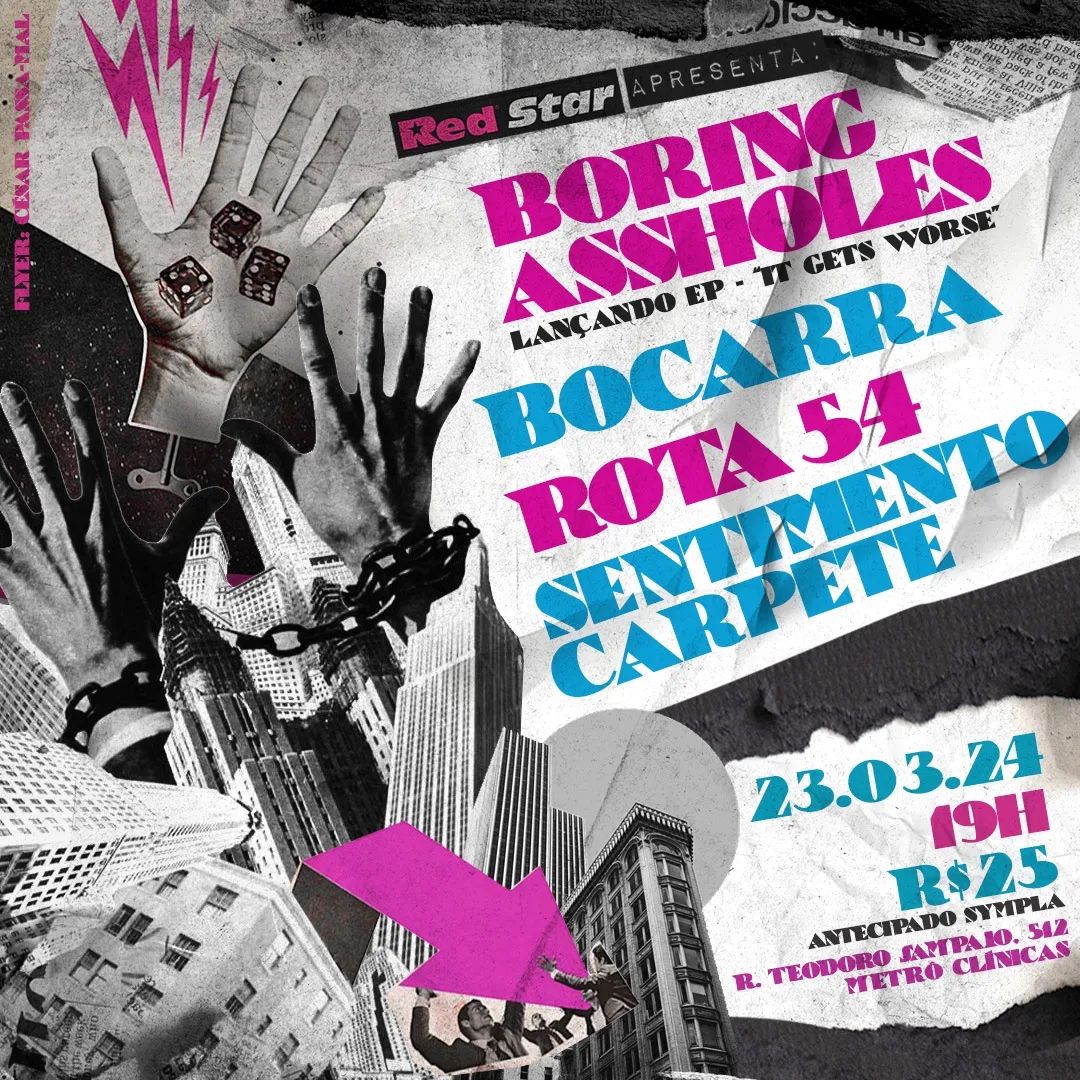 FLYER: CESAR PASSA-MAL
Red Star APRESENTA:
BORING
ASSHOLES
LANÇANDO EP - "IT GETS WORSE"
BOCARRA
ROTA 54
SENTIMENTO
CARPETE
23.03.24
19H
R$25
ANTECIPADO SYMPLA
R. TEODORO SAMPAIO, 512
METRÔ CLÍNICAS